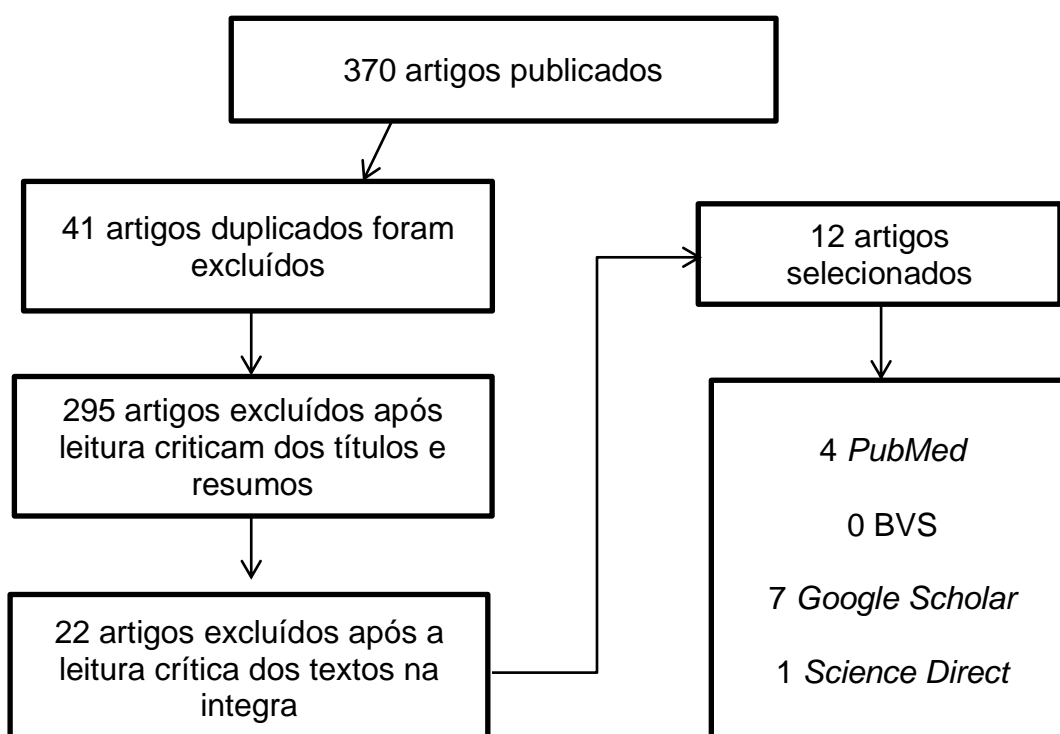 370 artigos publicados
41 artigos duplicados foram
excluídos
295 artigos excluídos após
leitura criticam dos títulos e
resumos
22 artigos excluídos após a
leitura crítica dos textos na
integra
12 artigos
selecionados
4 PubMed
0 BVS
7 Google Scholar
1 Science Direct